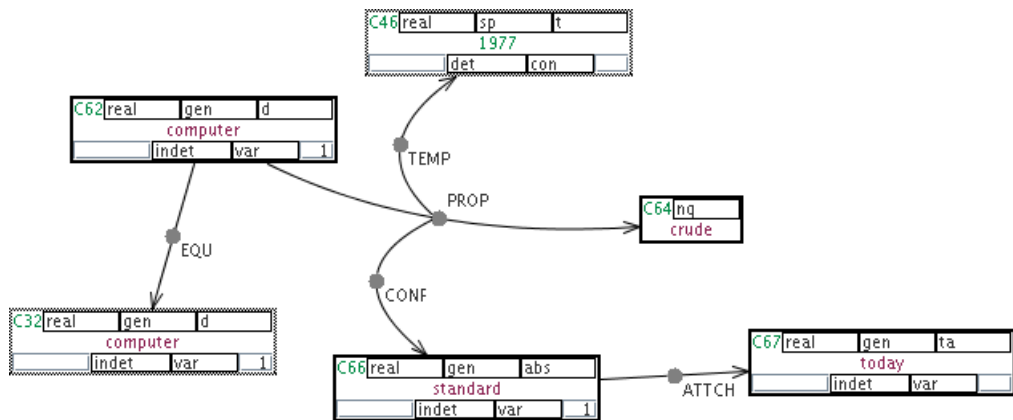 C46 real sp t
1977
det con
C62 real gen d
computer
indet var 1
TEMP
PROP
C64 nq
crude
EQU
CONF
C32 real gen d
computer
indet var 1
C66 real gen abs
standard
indet var 1
ATTCH
C67 real gen ta
today
indet var